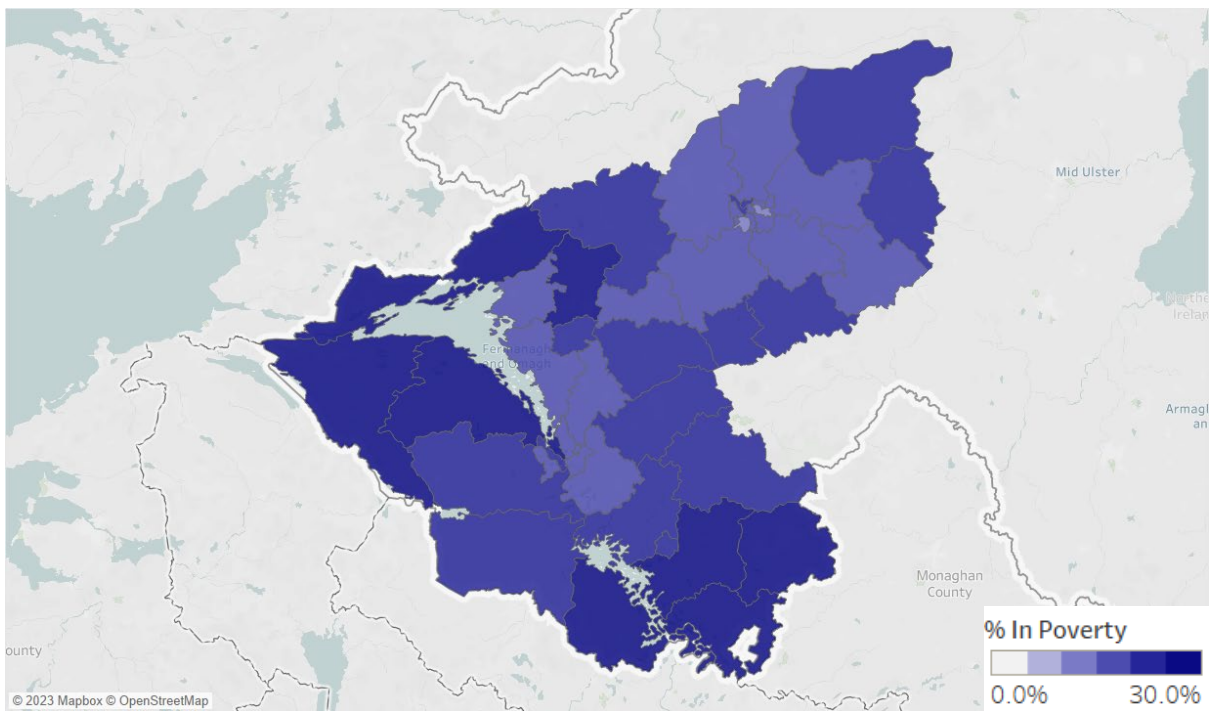 Mid Ulster
Irelan
Fermanagh
and Omagh
Armagh
an
Monaghan
County
ounty
% In Poverty
0.0% 30.0%
© 2023 Mapbox © OpenStreetMap